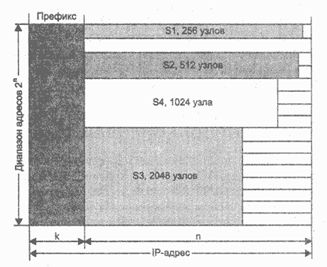 Префикс
S1, 256 узлов
S2, 512 узлов
S4, 1024 узла
S3, 2048 узлов
Диапазон адресов 2ⁿ
k
n
IP-адрес